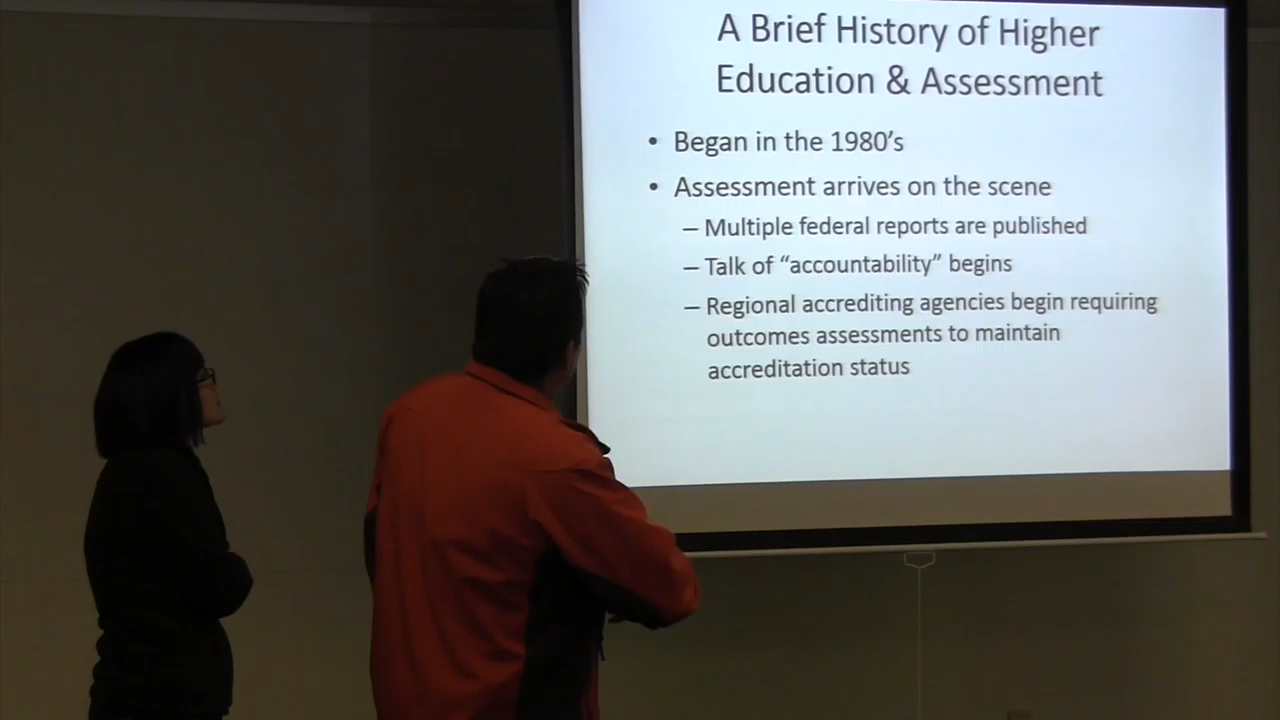 A Brief History of Higher
Education & Assessment
• Began in the 1980’s
• Assessment arrives on the scene
– Multiple federal reports are published
– Talk of “accountability” begins
– Regional accrediting agencies begin requiring
outcomes assessments to maintain
accreditation status